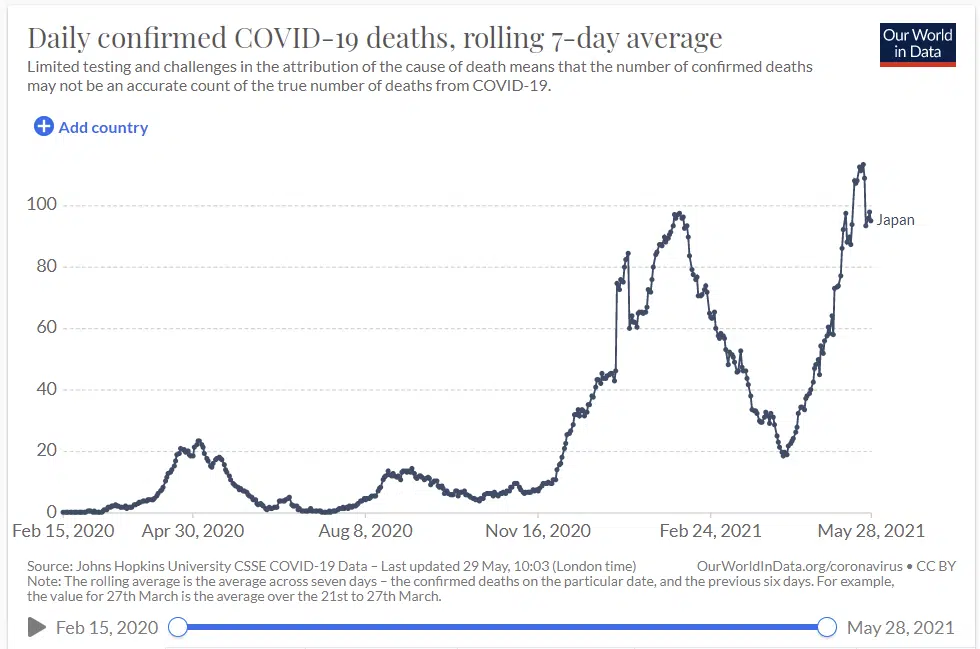 Daily confirmed COVID-19 deaths, rolling 7-day average
Our World
in Data
Limited testing and challenges in the attribution of the cause of death means that the number of confirmed deaths
may not be an accurate count of the true number of deaths from COVID-19.
Add country
100
80
60
40
20
0
Japan
Feb 15, 2020
Apr 30, 2020
Aug 8, 2020
Nov 16, 2020
Feb 24, 2021
May 28, 2021
Source: Johns Hopkins University CSSE COVID-19 Data – Last updated 29 May, 10:03 (London time)
OurWorldInData.org/coronavirus • CC BY
Note: The rolling average is the average across seven days – the confirmed deaths on the particular date, and the previous six days. For example,
the value for 27th March is the average over the 21st to 27th March.
Feb 15, 2020
May 28, 2021